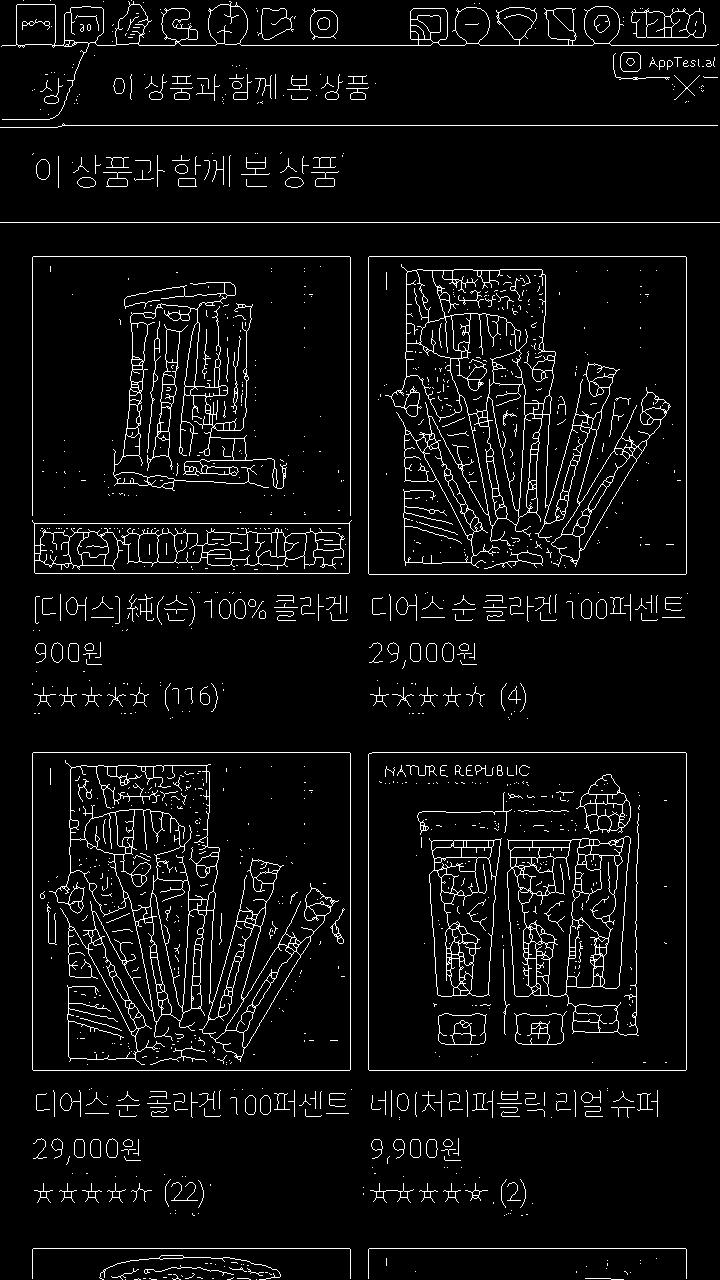 30
12:24
AppTest.ai
상
이 상품과 함께 본 상품
이 상품과 함께 본 상품
100% 콜라겐가루
[디어스] 純(순) 100% 콜라겐
900원
★★★★★ (116)
디어스 순 콜라겐 100퍼센트
29,000원
★★★★☆ (4)
NATURE REPUBLIC
디어스 순 콜라겐 100퍼센트
29,000원
★★★★☆ (22)
네이처리퍼블릭 리얼 슈퍼
9,900원
★★★★★ (2)